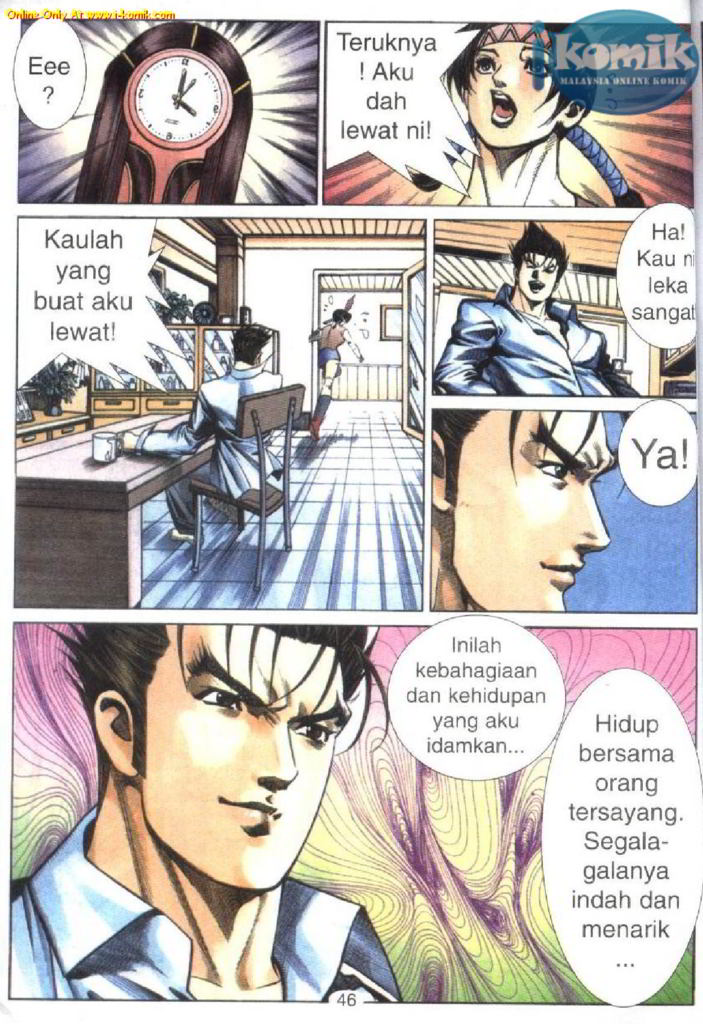 Online Only At www.i-komik.com
ikomik
MALAYSIA ONLINE KOMIK
Eee
?
Teruknya
! Aku
dah
lewat ni!
Kaulah
yang
buat aku
lewat!
Ha!
Kau ni
leka
sangat
Ya!
Inilah
kebahagiaan
dan kehidupan
yang aku
idamkan...
Hidup
bersama
orang
tersayang.
Segala-
galanya
indah dan
menarik
...
46